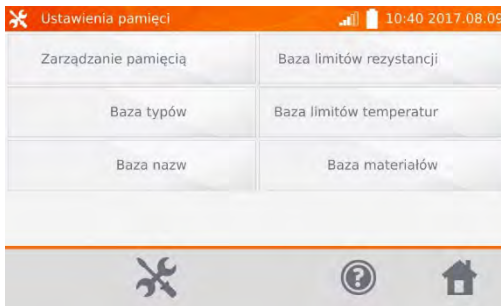 Ustawienia pamięci
10:40 2017.08.09
Zarządzanie pamięcią
Baza limitów rezystancji
Baza typów
Baza limitów temperatur
Baza nazw
Baza materiałów
?